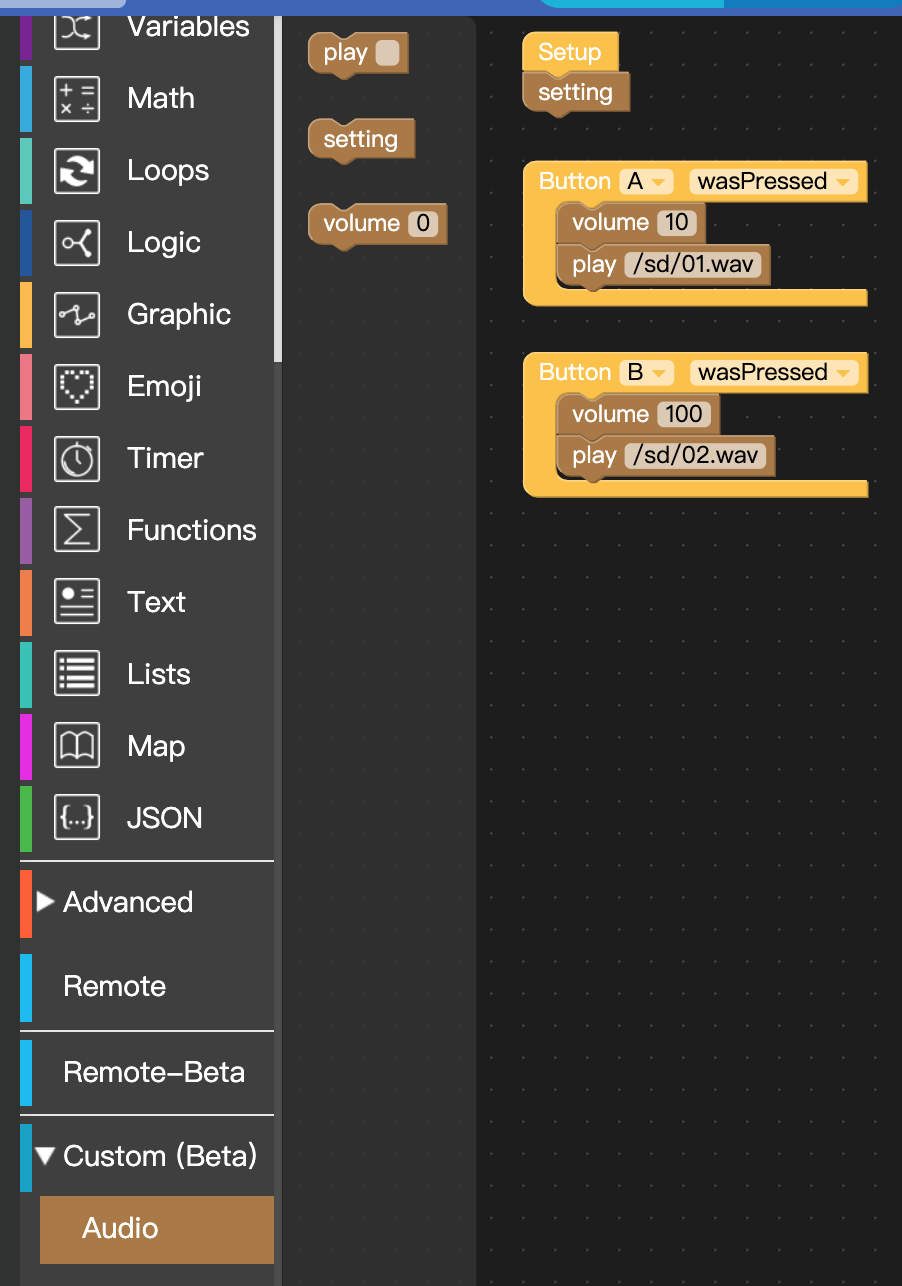 Variables
Math
Loops
Logic
Graphic
Emoji
Timer
Functions
Text
Lists
Map
JSON
Advanced
Remote
Remote-Beta
Custom (Beta)
Audio
play
setting
volume 0
Setup
setting
Button A wasPressed
volume 10
play /sd/01.wav
Button B wasPressed
volume 100
play /sd/02.wav